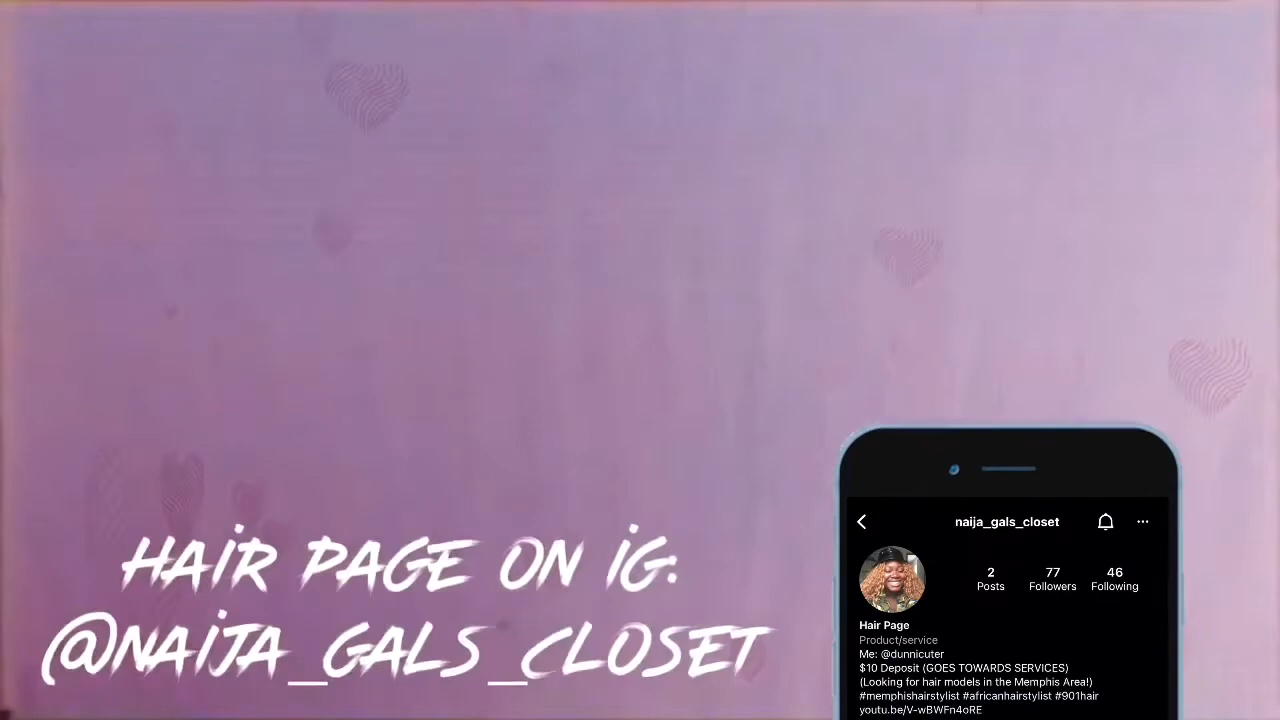 HAIR PAGE ON IG:
@NAIJA_GALS_CLOSET
naija_gals_closet
2 77 46
Posts Followers Following
Hair Page
Product/service
Me: @dunnicuter
$10 Deposit (GOES TOWARDS SERVICES)
(Looking for hair models in the Memphis Area!)
#memphishairstylist #africanhairstylist #901hair
youtu.be/V-wBWFn4oRE